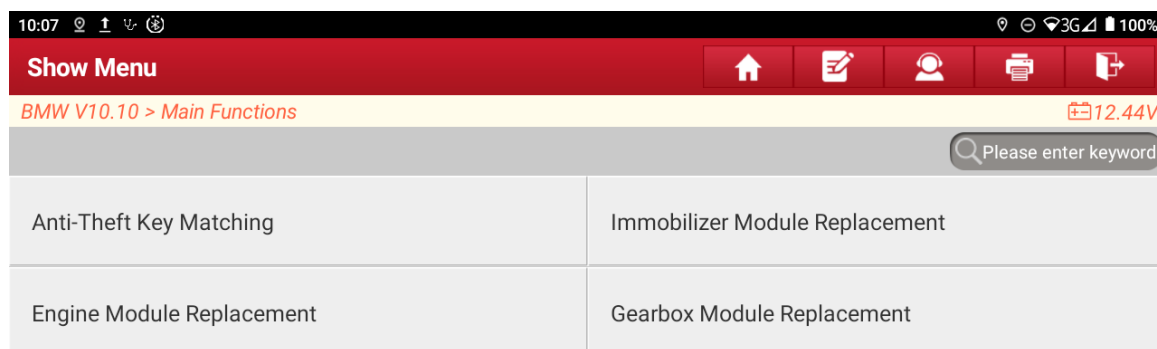 10:07 3G 100%
Show Menu
BMW V10.10 > Main Functions 12.44V
Please enter keyword
Anti-Theft Key Matching Immobilizer Module Replacement
Engine Module Replacement Gearbox Module Replacement